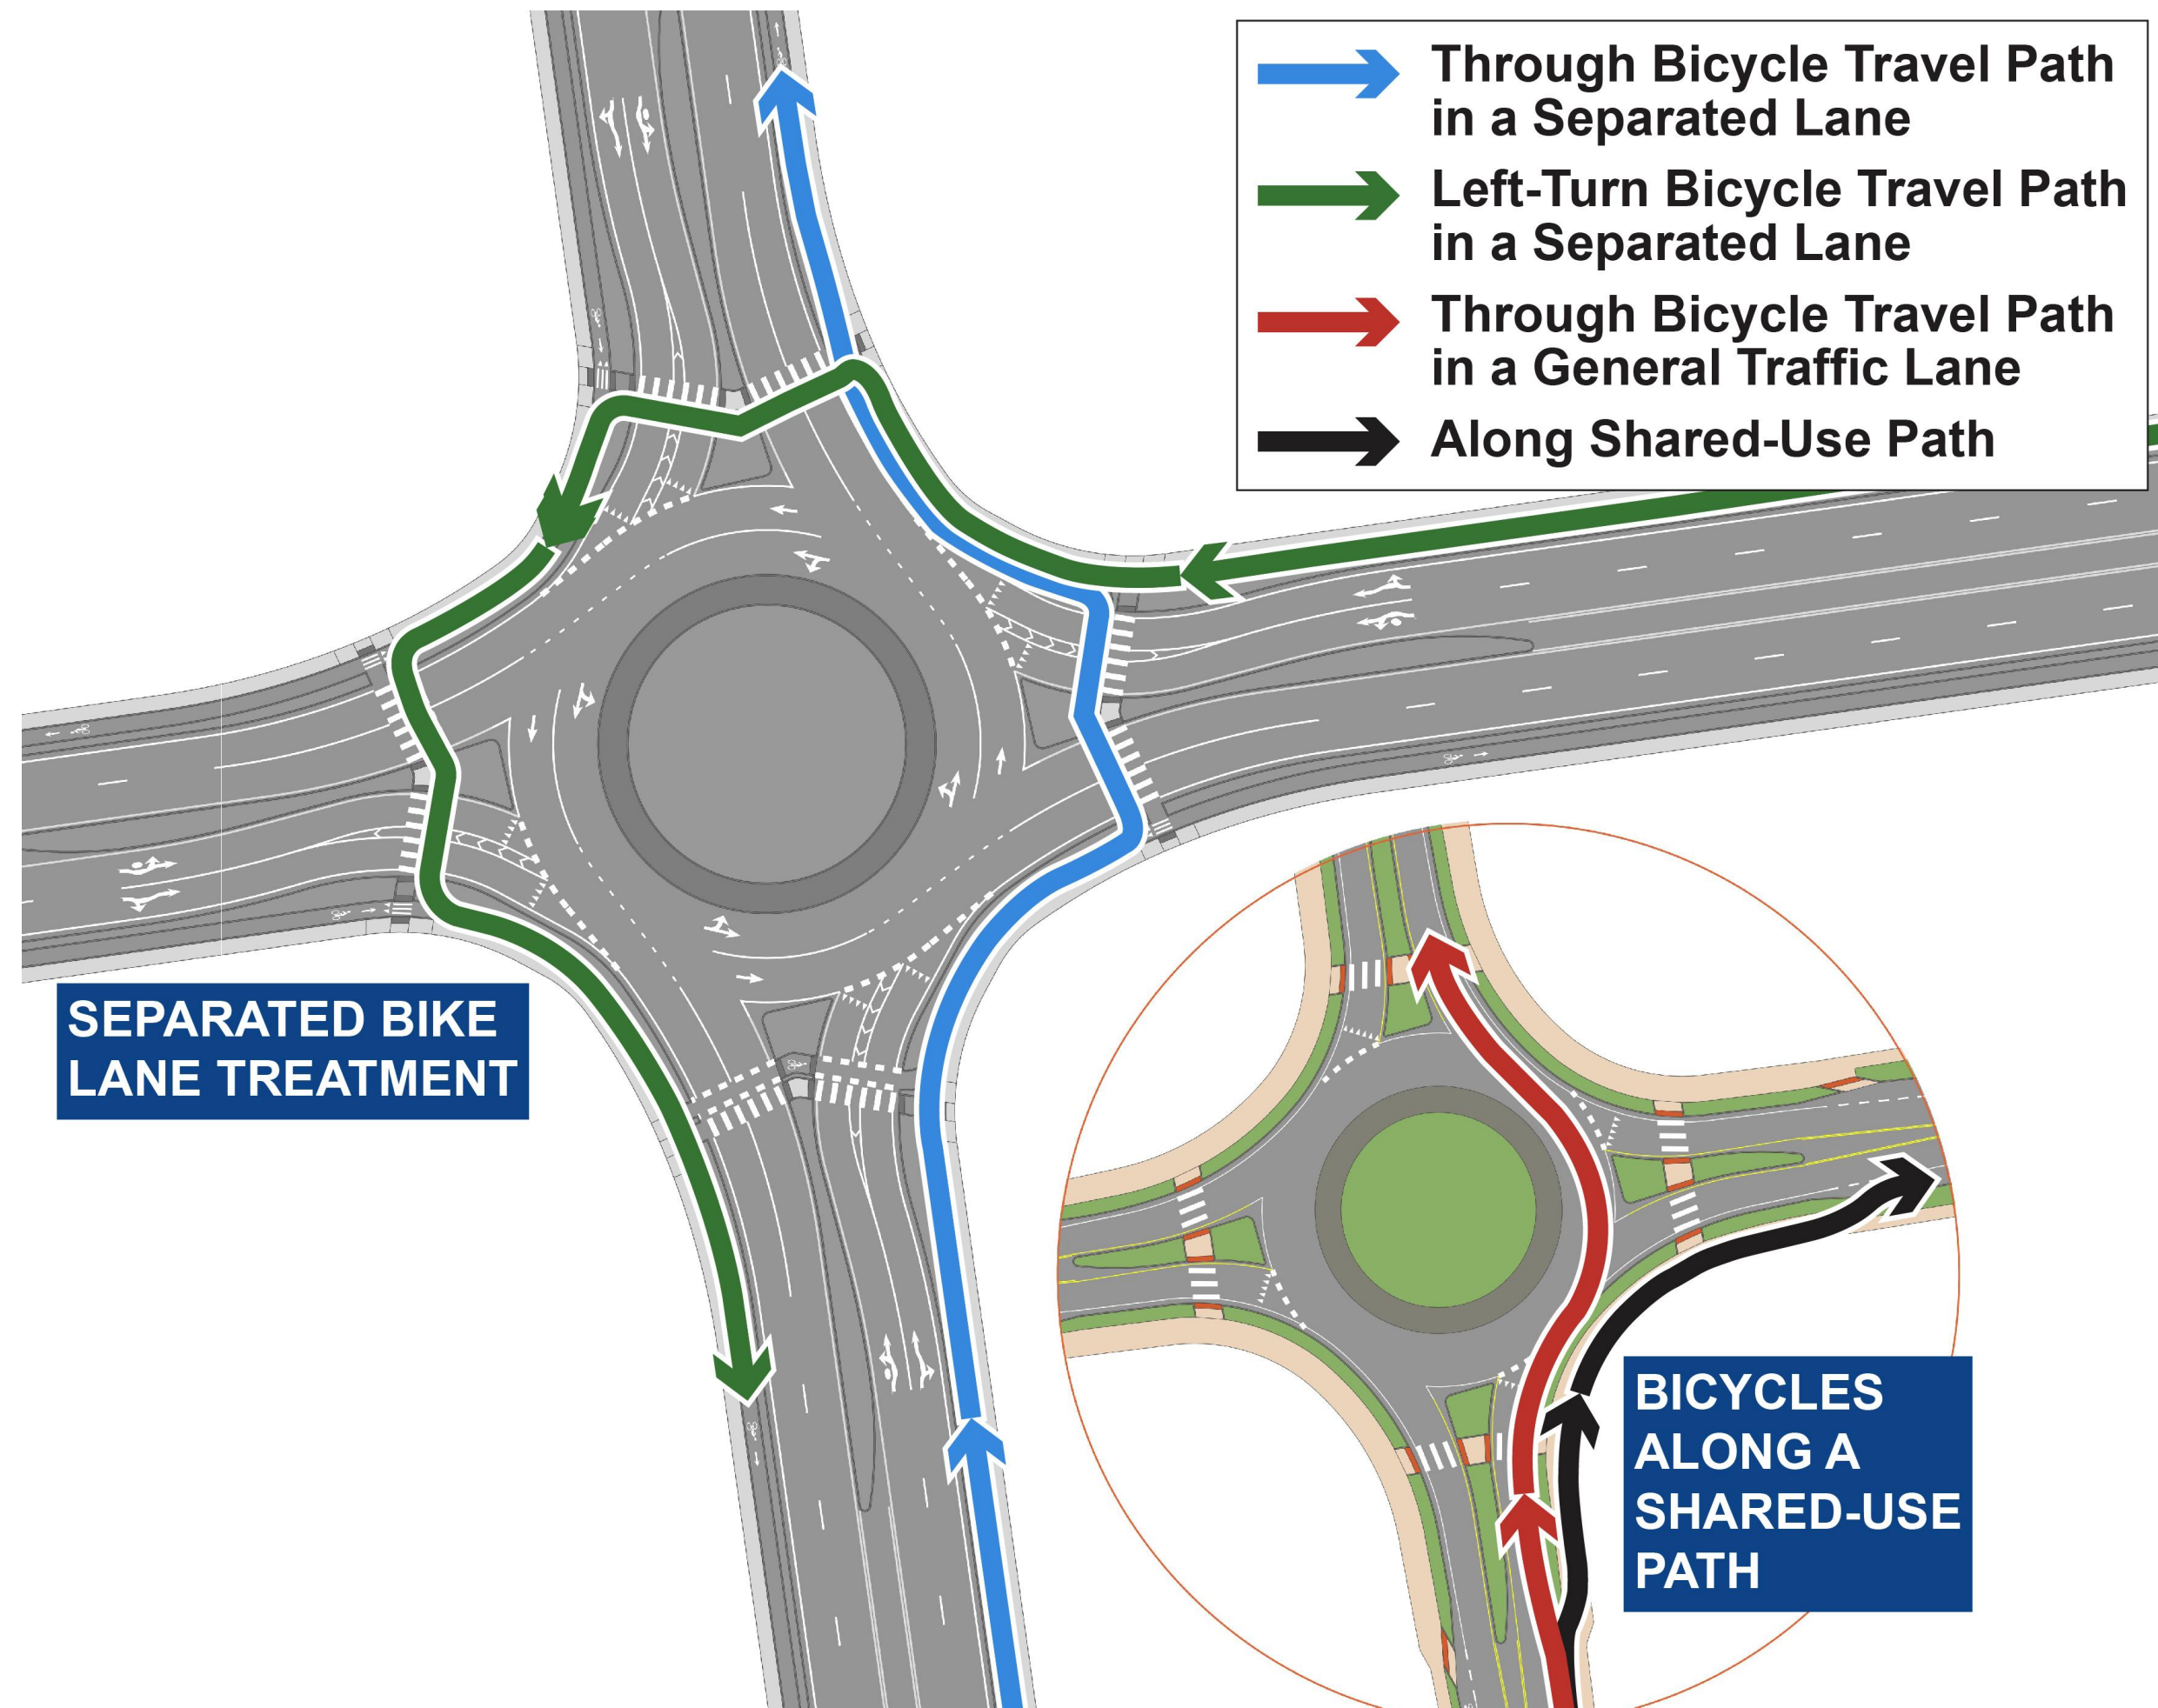 Through Bicycle Travel Path
in a Separated Lane
Left-Turn Bicycle Travel Path
in a Separated Lane
Through Bicycle Travel Path
in a General Traffic Lane
Along Shared-Use Path
SEPARATED BIKE
LANE TREATMENT
BICYCLES
ALONG A
SHARED-USE
PATH